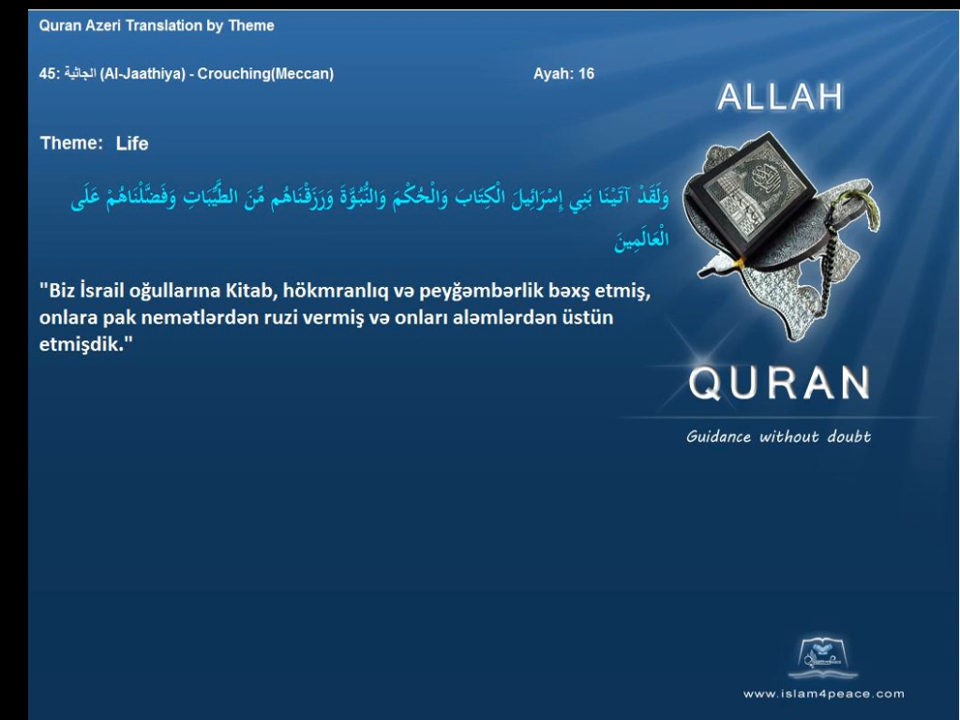 Quran Azeri Translation by Theme
45: الجاثية (Al-Jaathiya) - Crouching(Meccan) Ayah: 16
ALLAH
Theme: Life
وَلَقَدْ آتَيْنَا بَنِي إِسْرَائِيلَ الْكِتَابَ وَالْحُكْمَ وَالنُّبُوَّةَ وَرَزَقْنَاهُم مِّنَ الطَّيِّبَاتِ وَفَضَّلْنَاهُمْ عَلَى
الْعَالَمِينَ
"Biz İsrail oğullarına Kitab, hökmranlıq və peyğəmbərlik bəxş etmiş,
onlara pak nemətlərdən ruzi vermiş və onları aləmlərdən üstün
etmişdik."
QURAN
Guidance without doubt
www.islam4peace.com